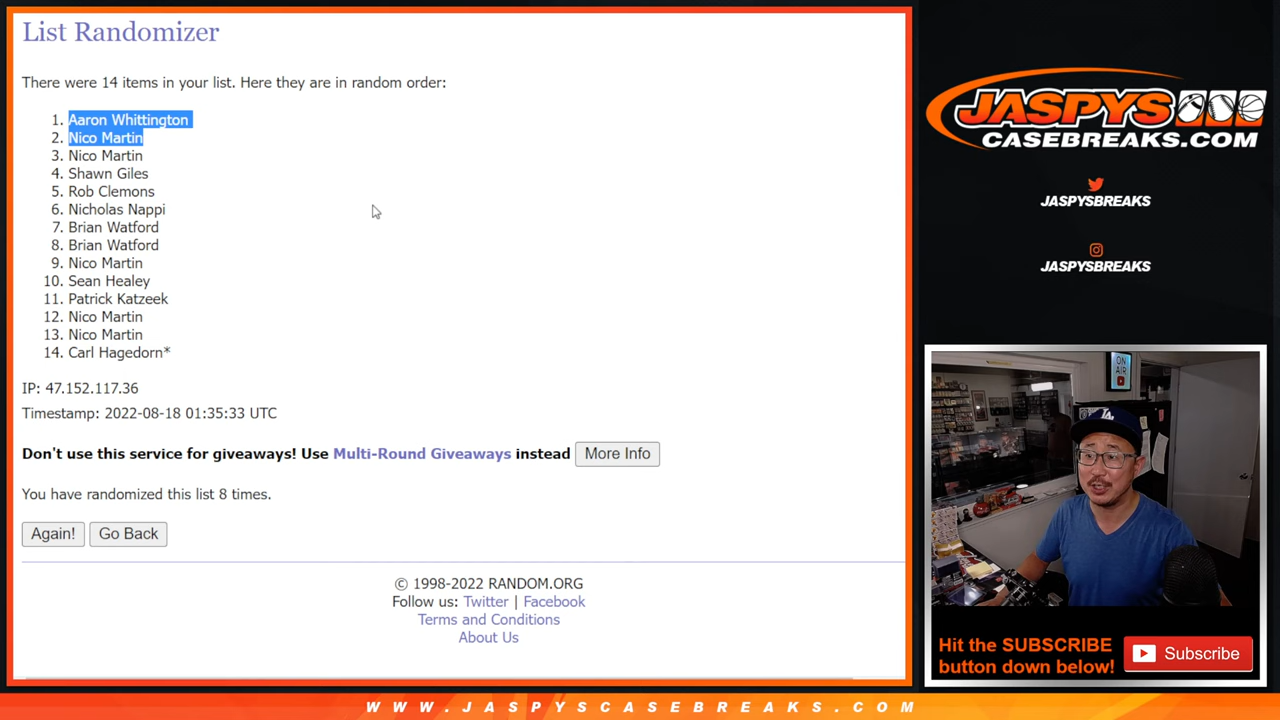 List Randomizer
There were 14 items in your list. Here they are in random order:
1. Aaron Whittington
2. Nico Martin
3. Nico Martin
4. Shawn Giles
5. Rob Clemons
6. Nicholas Nappi
7. Brian Watford
8. Brian Watford
9. Nico Martin
10. Sean Healey
11. Patrick Katzeek
12. Nico Martin
13. Nico Martin
14. Carl Hagedorn*
IP: 47.152.117.36
Timestamp: 2022-08-18 01:35:33 UTC
Don't use this service for giveaways! Use Multi-Round Giveaways instead More Info
You have randomized this list 8 times.
Again! Go Back
© 1998-2022 RANDOM.ORG
Follow us: Twitter | Facebook
Terms and Conditions
About Us
JASPYS
CASEBREAKS.COM
JASPYSBREAKS
JASPYSBREAKS
ON
AIR
LA
Hit the SUBSCRIBE
button down below!
Subscribe
WWW.JASPYSCASEBREAKS.COM